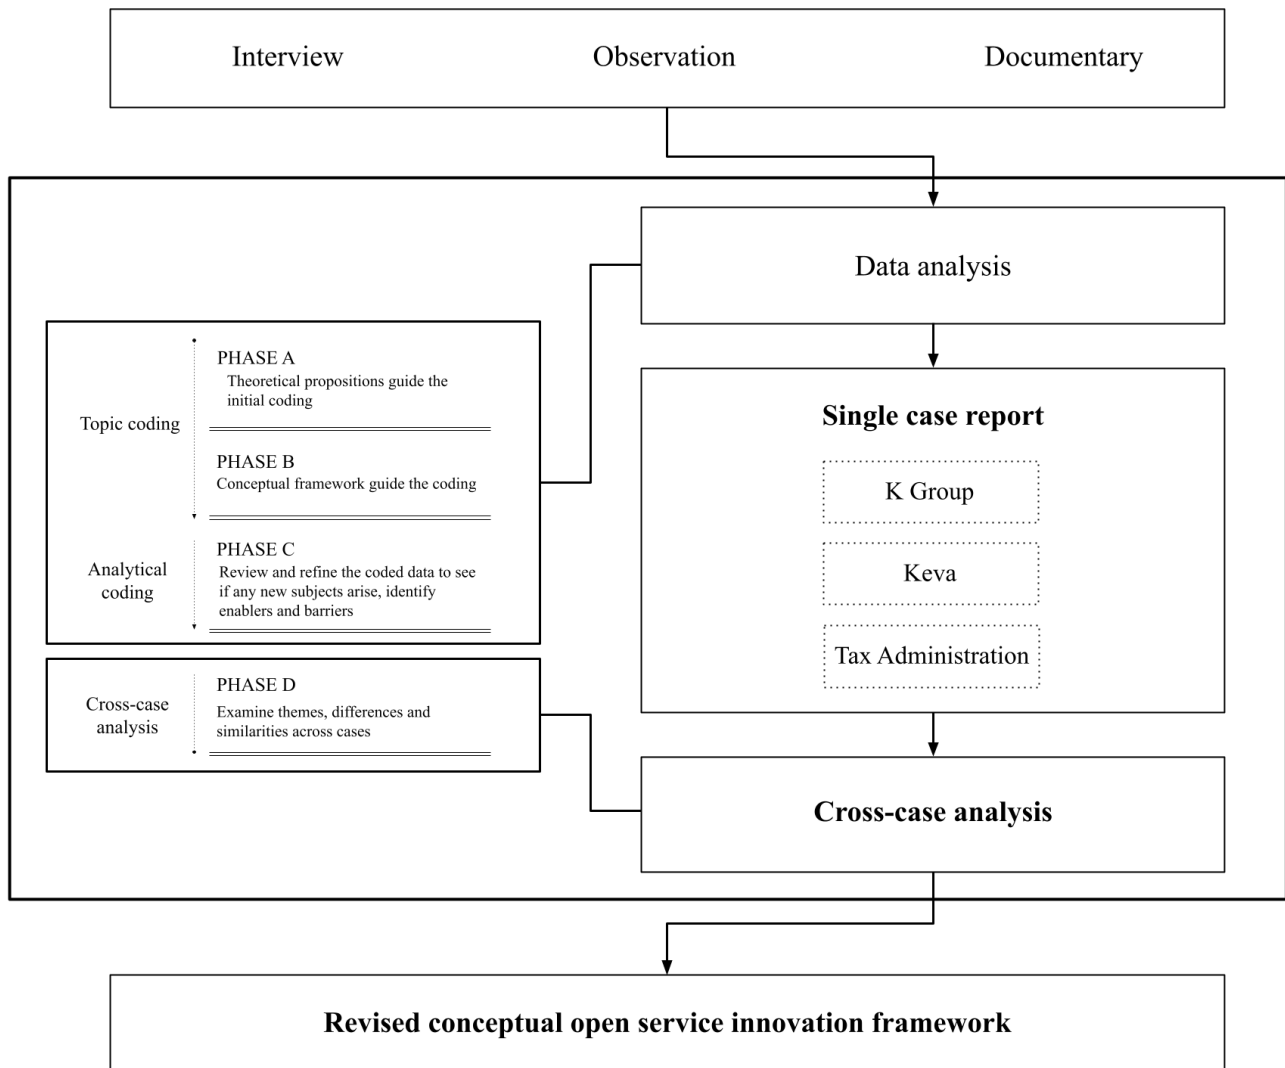 Interview
Observation
Documentary
Data analysis
Topic coding
PHASE A
Theoretical propositions guide the
initial coding
PHASE B
Conceptual framework guide the coding
Analytical
coding
PHASE C
Review and refine the coded data to see
if any new subjects arise, identify
enablers and barriers
Cross-case
analysis
PHASE D
Examine themes, differences and
similarities across cases
Single case report
K Group
Keva
Tax Administration
Cross-case analysis
Revised conceptual open service innovation framework